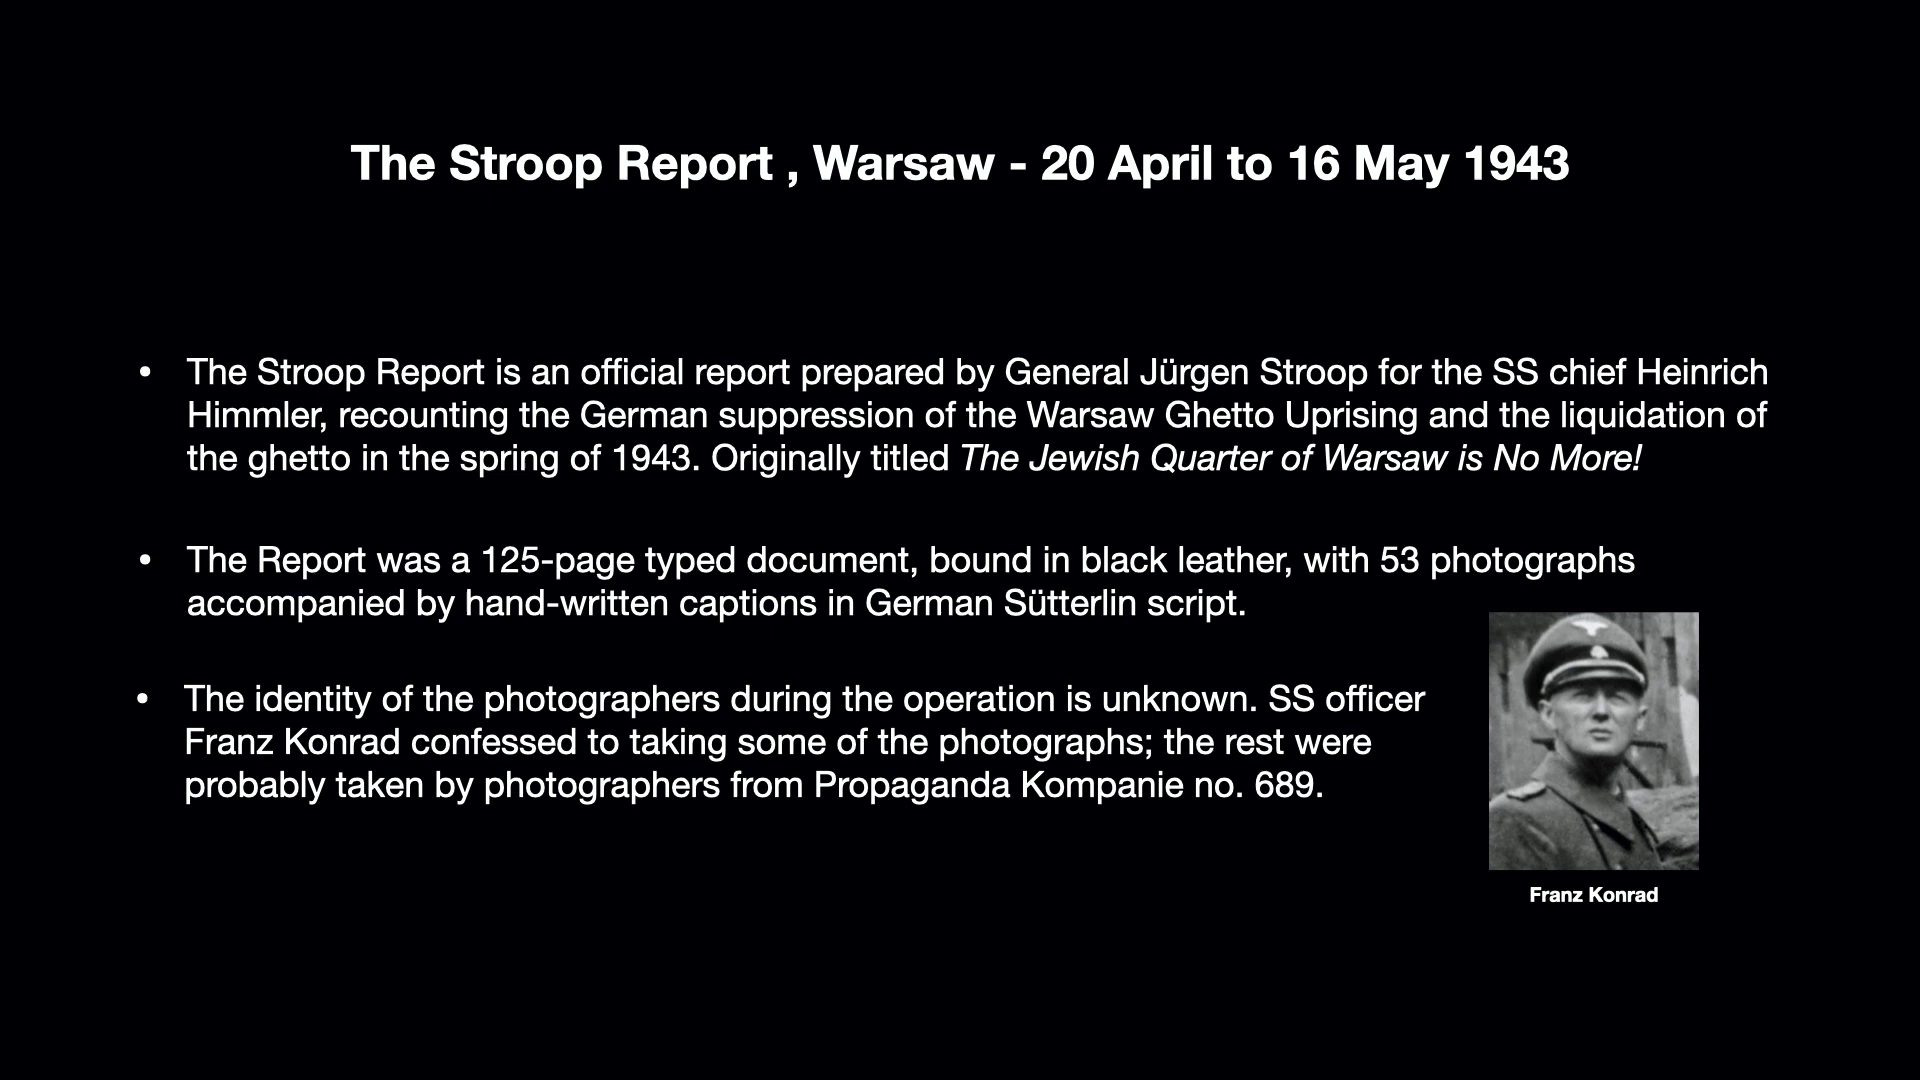 The Stroop Report , Warsaw - 20 April to 16 May 1943
• The Stroop Report is an official report prepared by General Jürgen Stroop for the SS chief Heinrich
Himmler, recounting the German suppression of the Warsaw Ghetto Uprising and the liquidation of
the ghetto in the spring of 1943. Originally titled The Jewish Quarter of Warsaw is No More!
• The Report was a 125-page typed document, bound in black leather, with 53 photographs
accompanied by hand-written captions in German Sütterlin script.
• The identity of the photographers during the operation is unknown. SS officer
Franz Konrad confessed to taking some of the photographs; the rest were
probably taken by photographers from Propaganda Kompanie no. 689.
Franz Konrad